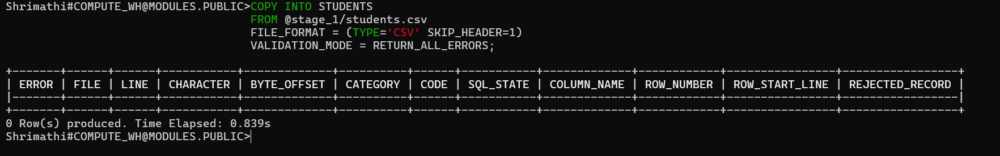 Shrimathi#COMPUTE_WH@MODULES.PUBLIC>COPY INTO STUDENTS
FROM @stage_1/students.csv
FILE_FORMAT = (TYPE='CSV' SKIP_HEADER=1)
VALIDATION_MODE = RETURN_ALL_ERRORS;
+-------+------+------+-----------+-------------+----------+------+-----------+-------------+------------+----------------+-----------------+
| ERROR | FILE | LINE | CHARACTER | BYTE_OFFSET | CATEGORY | CODE | SQL_STATE | COLUMN_NAME | ROW_NUMBER | ROW_START_LINE | REJECTED_RECORD |
|-------+------+------+-----------+-------------+----------+------+-----------+-------------+------------+----------------+-----------------|
+-------+------+------+-----------+-------------+----------+------+-----------+-------------+------------+----------------+-----------------+
0 Row(s) produced. Time Elapsed: 0.839s
Shrimathi#COMPUTE_WH@MODULES.PUBLIC>